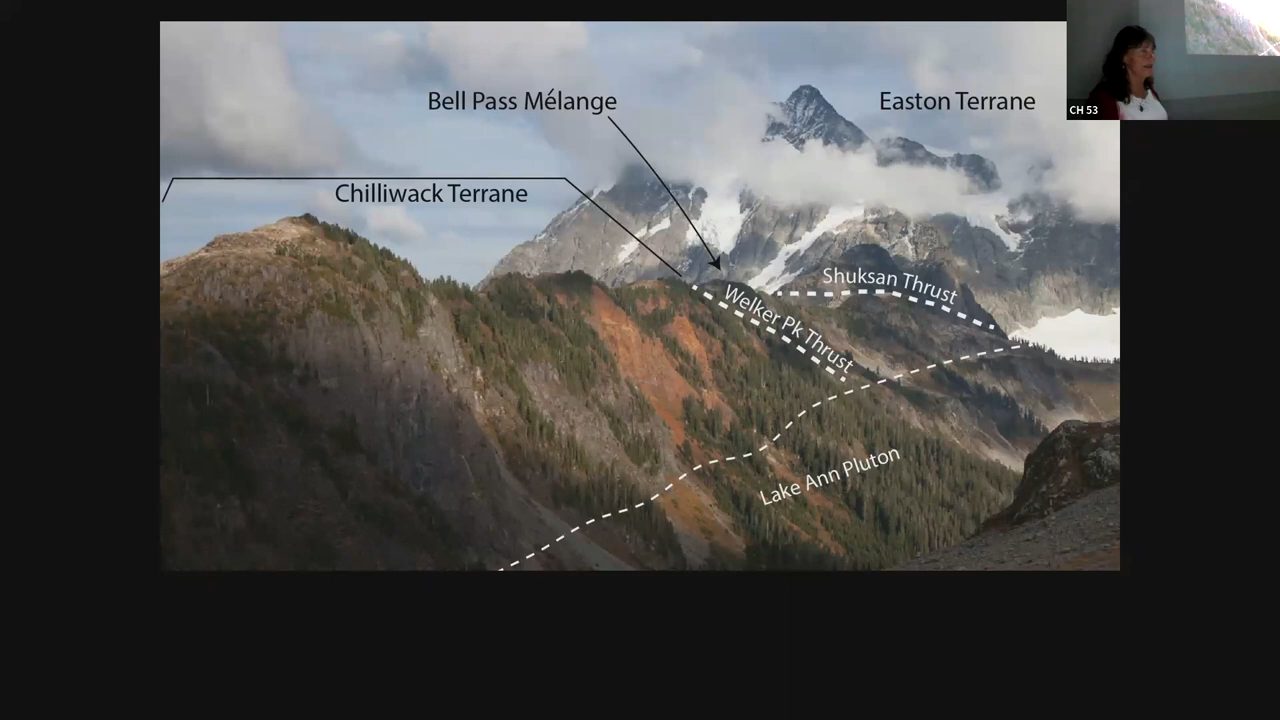 Bell Pass Mélange
Easton Terrane
CH 53
Chilliwack Terrane
Shuksan Thrust
Welker Pk Thrust
Lake Ann Pluton